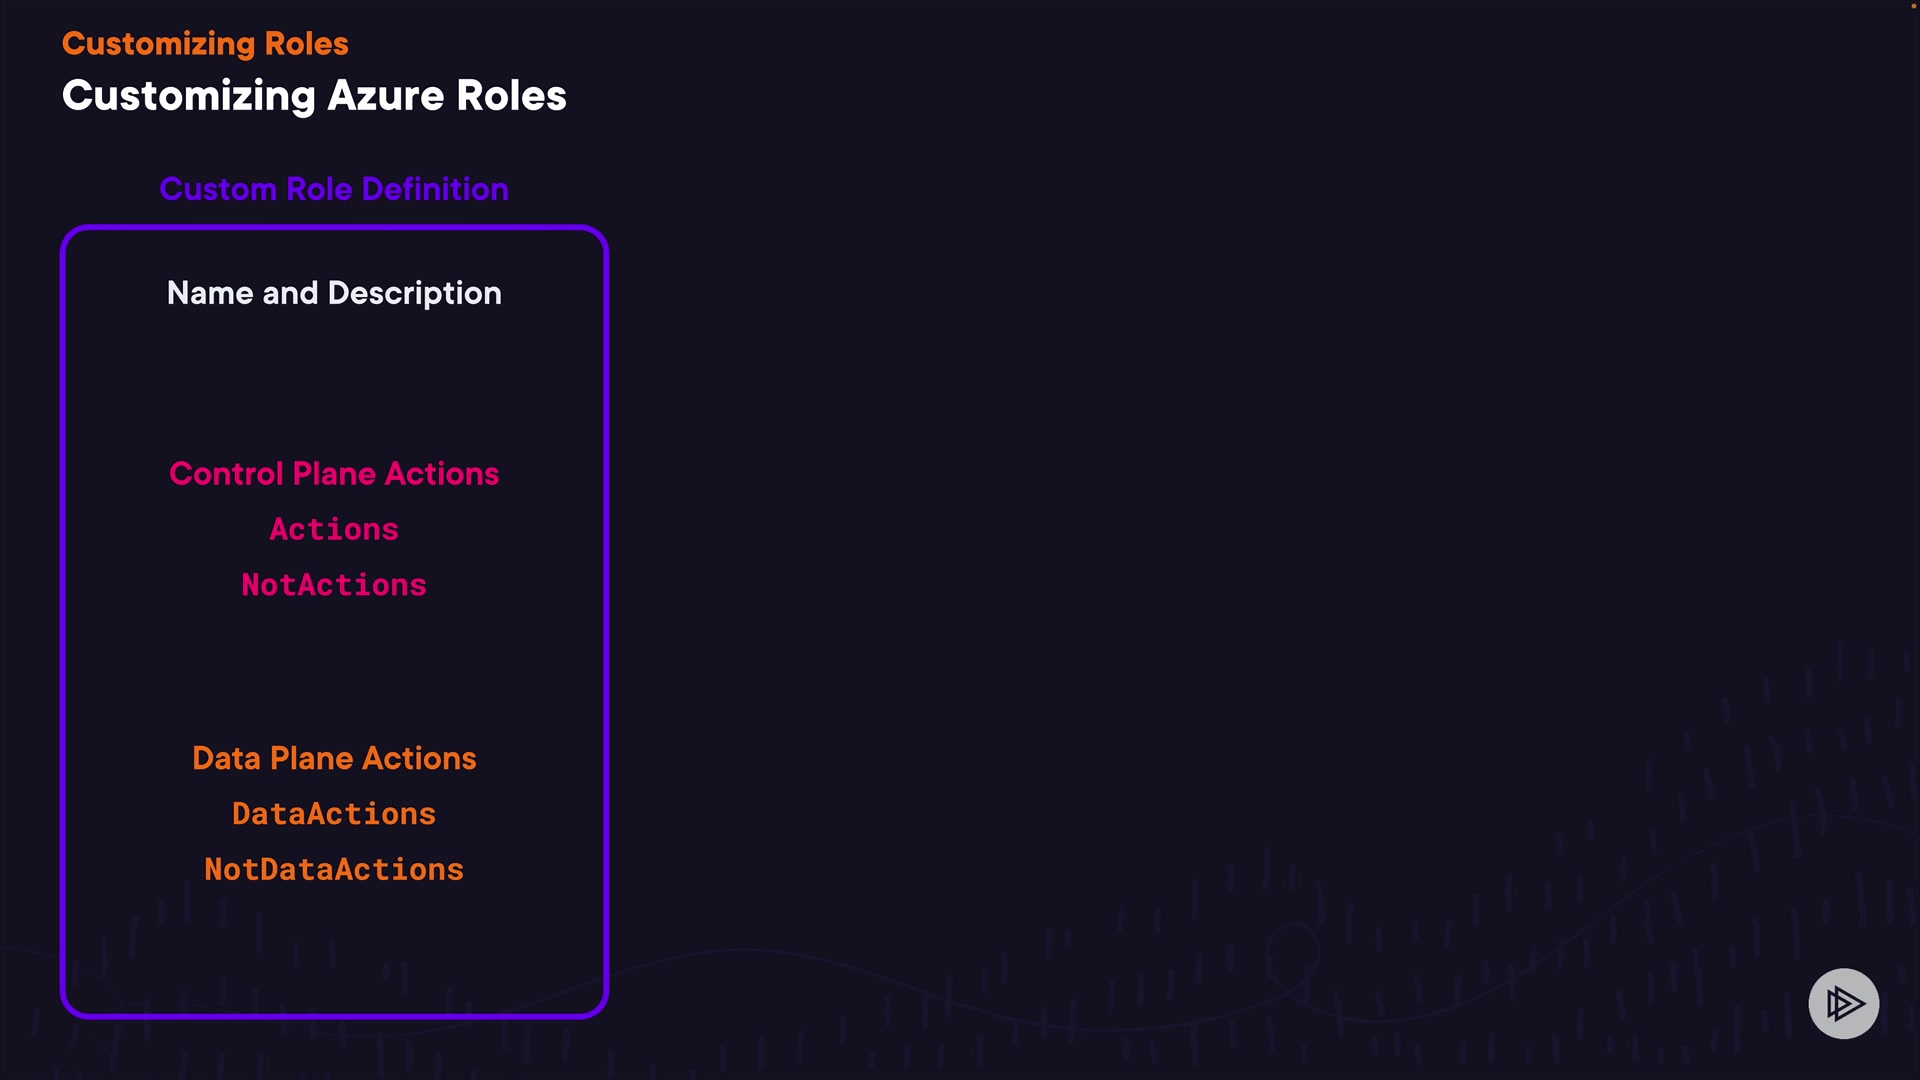 Customizing Roles
Customizing Azure Roles
Custom Role Definition
Name and Description
Control Plane Actions
Actions
NotActions
Data Plane Actions
DataActions
NotDataActions